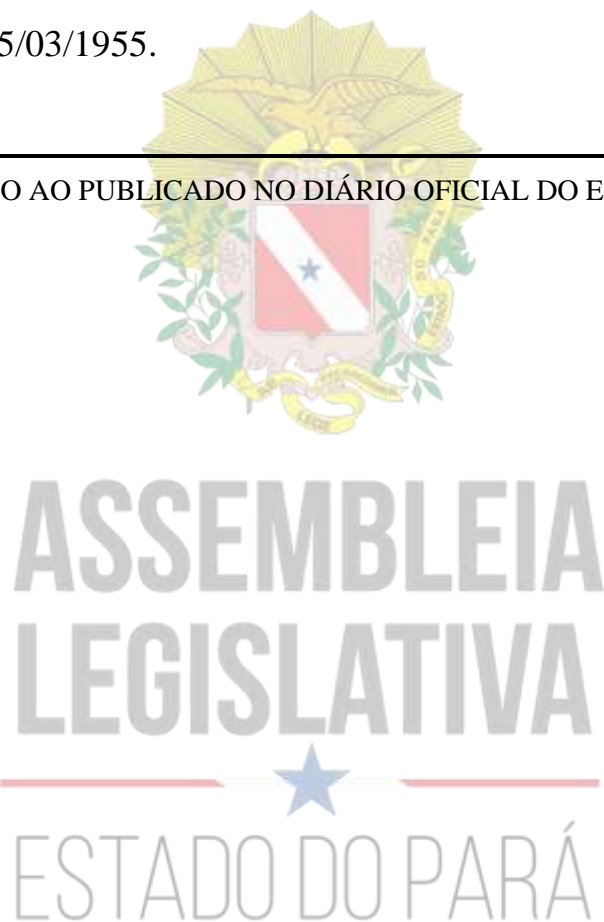 5/03/1955.
O AO PUBLICADO NO DIÁRIO OFICIAL DO E
ASSEMBLEIA
LEGISLATIVA
ESTADO DO PARÁ